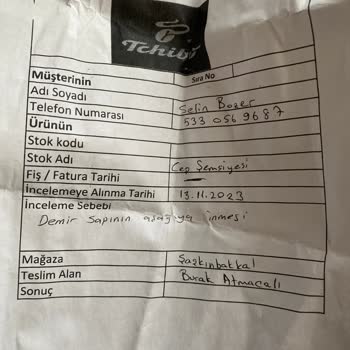 Tchibo
Müşterinin Sıra No
Adı Soyadı Selin Bozer
Telefon Numarası 533 056 9687
Ürünün
Stok kodu
Stok Adı Cep Şemsiyesi
Fiş / Fatura Tarihi
İncelemeye Alınma Tarihi 13.11.2023
İnceleme Sebebi
Demir Sapının aşağıya inmesi
Mağaza Şaşkınbakkal
Teslim Alan Burak Atmacalı
Sonuç